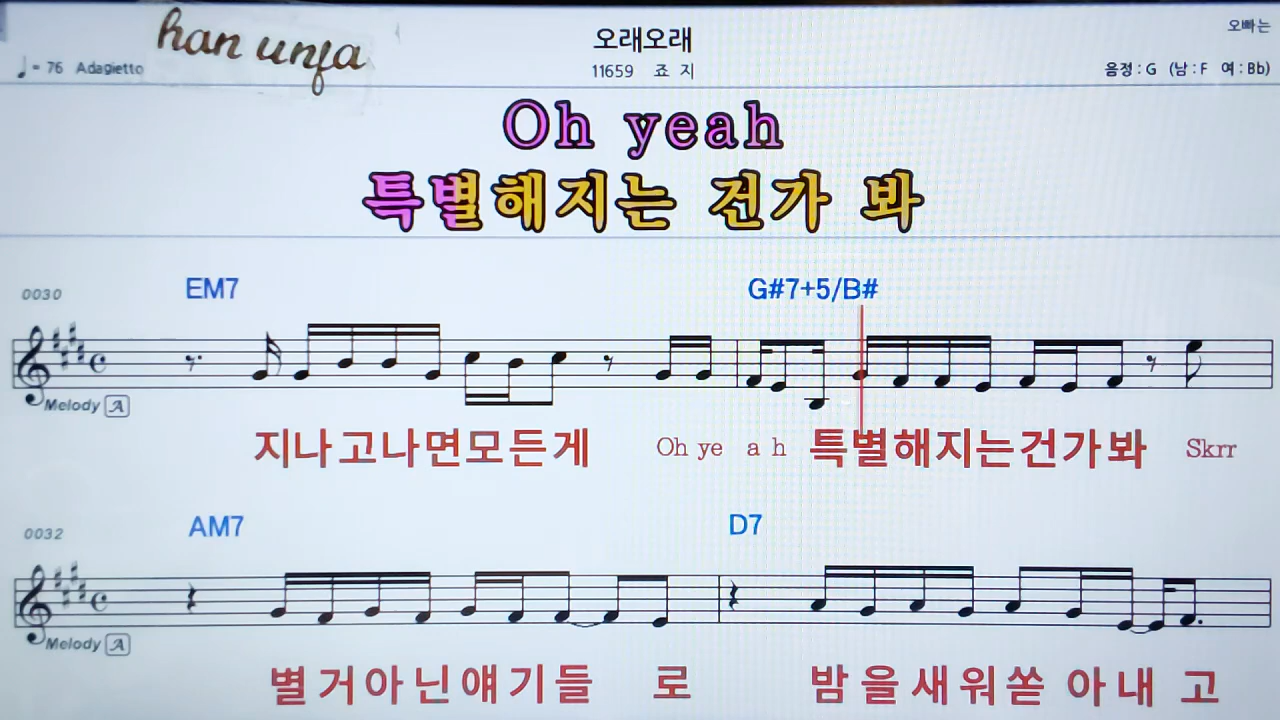 han unja
오래오래
오빠는
♩= 76 Adagietto
11659 죠 지
음정 : G (남 : F 여 : Bb)
Oh yeah
특별해지는 건가 봐
0030
EM7 G#7+5/B#
Melody A
지나고나면모든게 Oh ye a h 특별해지는건가봐 Skrr
0032
AM7 D7
Melody A
별거아닌얘기들 로 밤을새워쏟 아내 고